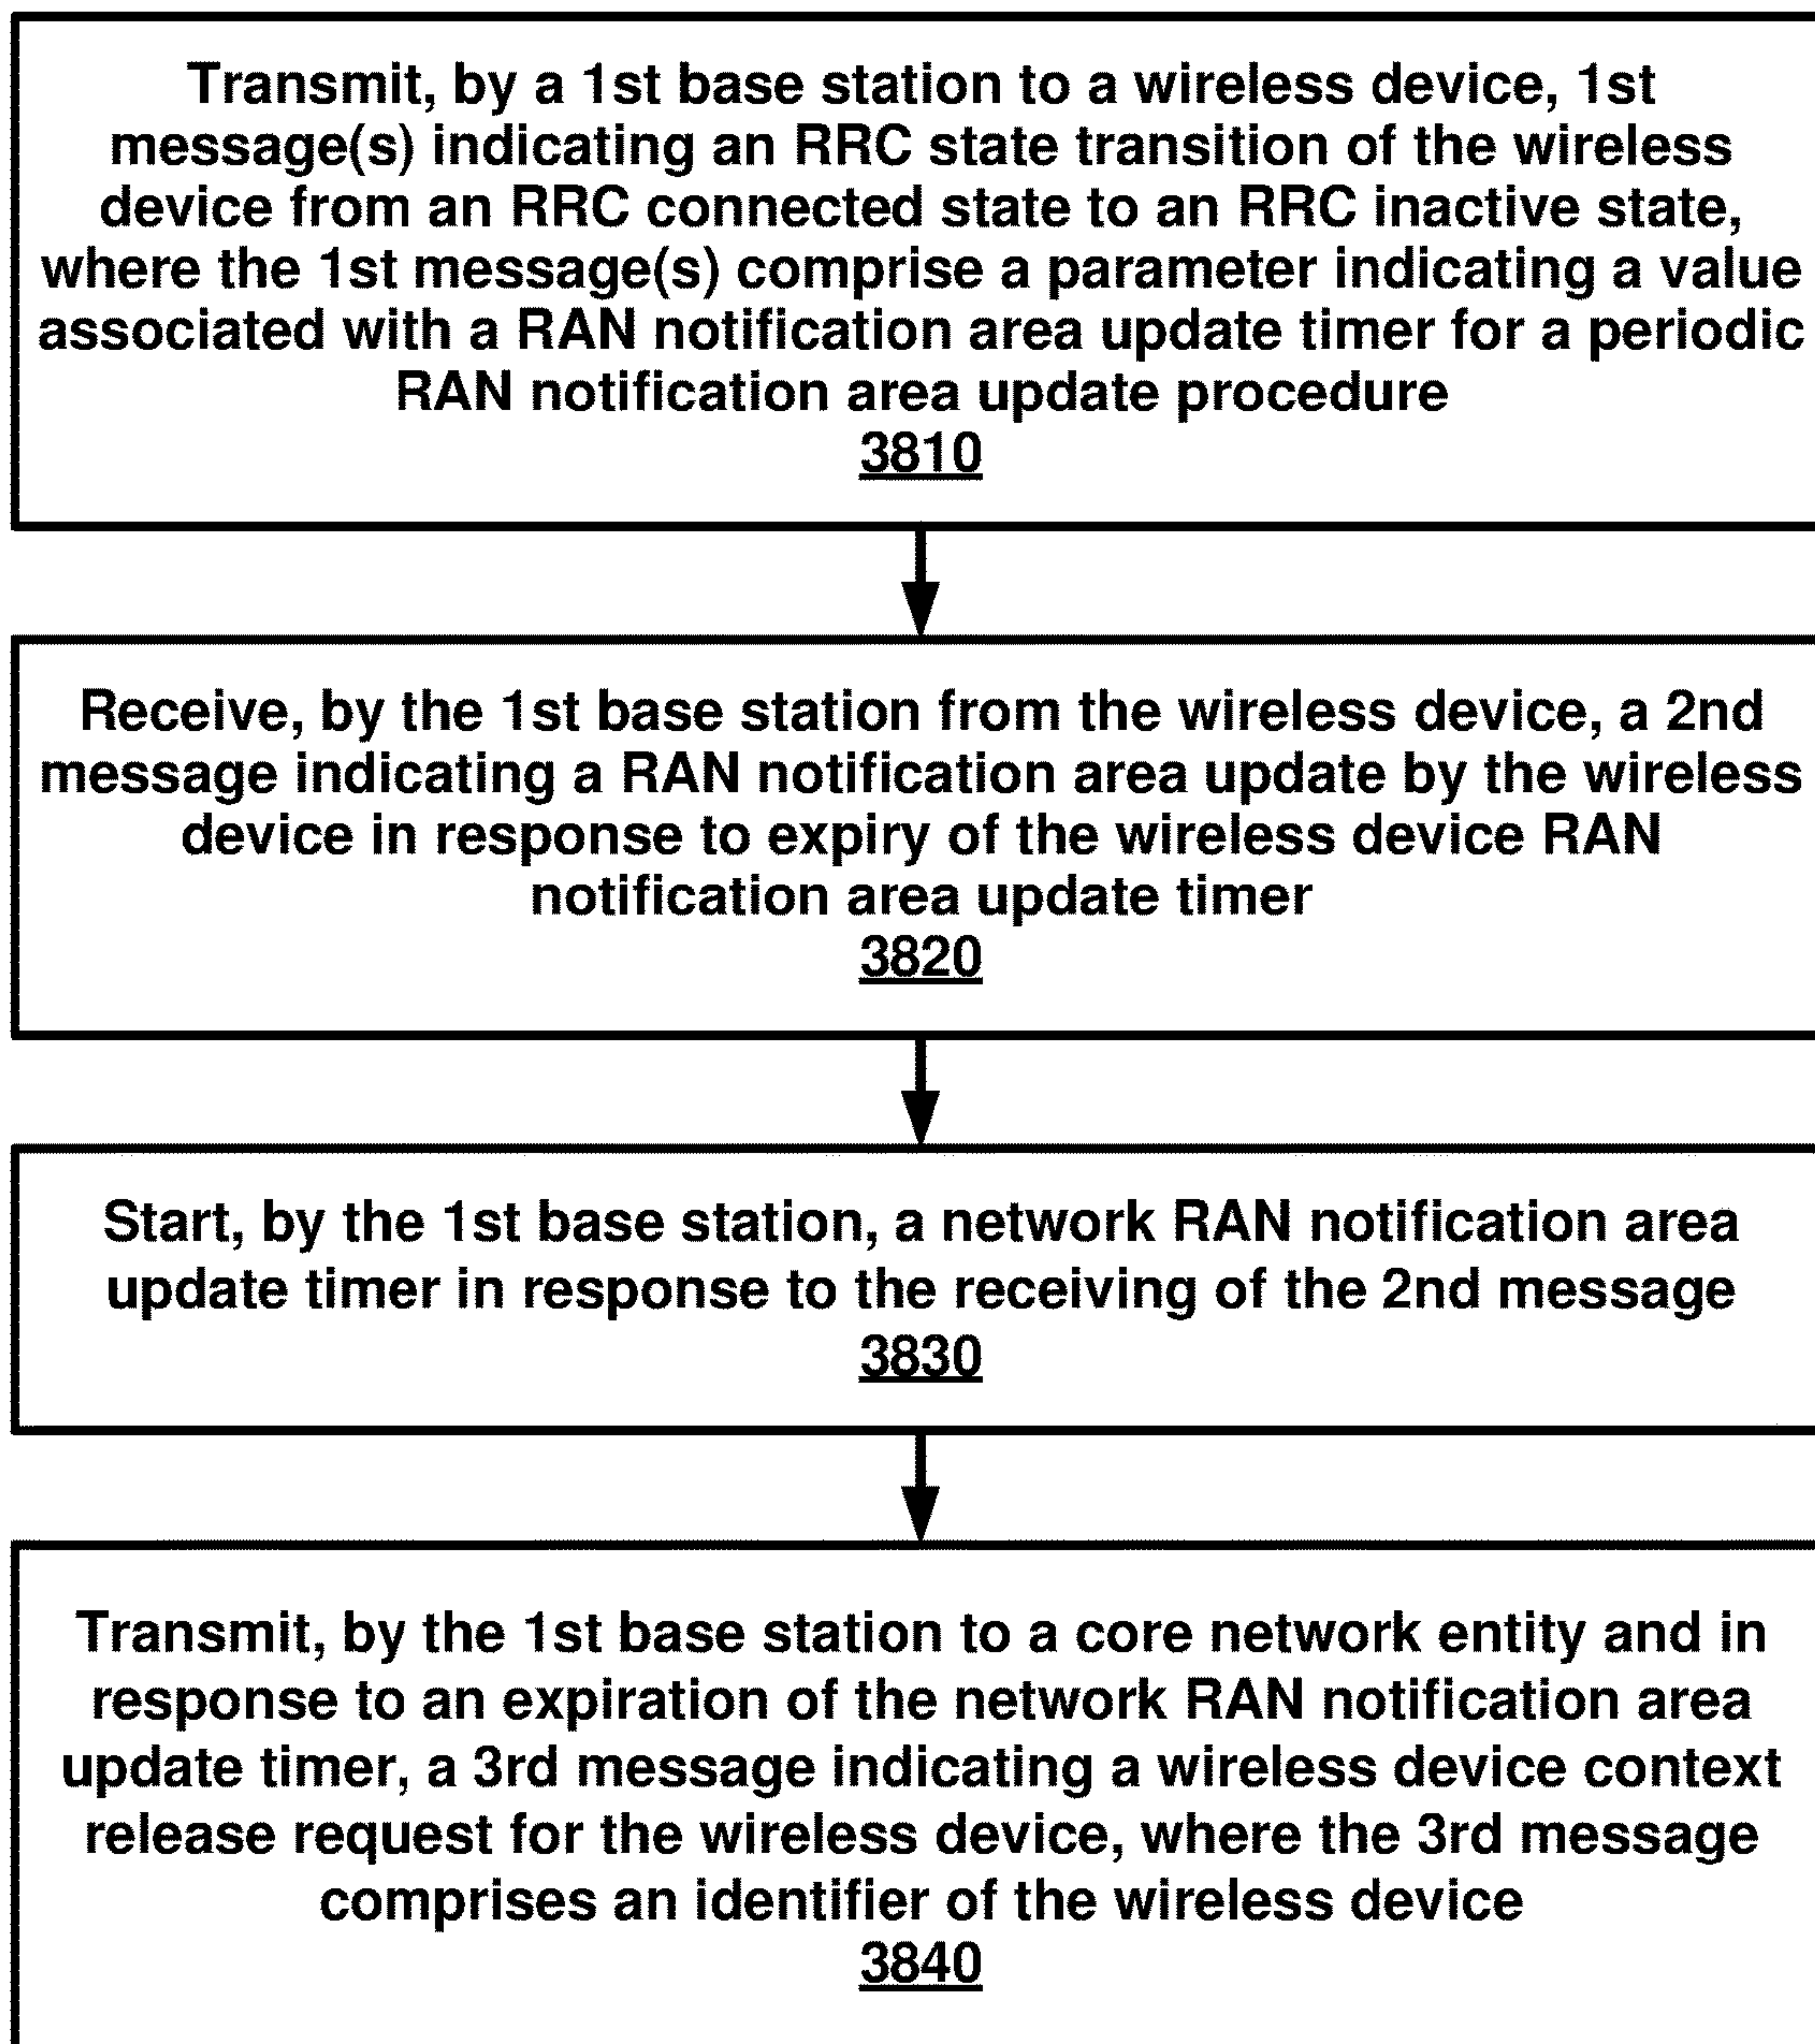 Transmit, by a 1st base station to a wireless device, 1st
message(s) indicating an RRC state transition of the wireless
device from an RRC connected state to an RRC inactive state,
where the 1st message(s) comprise a parameter indicating a value
associated with a RAN notification area update timer for a periodic
RAN notification area update procedure
3810
Receive, by the 1st base station from the wireless device, a 2nd
message indicating a RAN notification area update by the wireless
device in response to expiry of the wireless device RAN
notification area update timer
3820
Start, by the 1st base station, a network RAN notification area
update timer in response to the receiving of the 2nd message
3830
Transmit, by the 1st base station to a core network entity and in
response to an expiration of the network RAN notification area
update timer, a 3rd message indicating a wireless device context
release request for the wireless device, where the 3rd message
comprises an identifier of the wireless device
3840